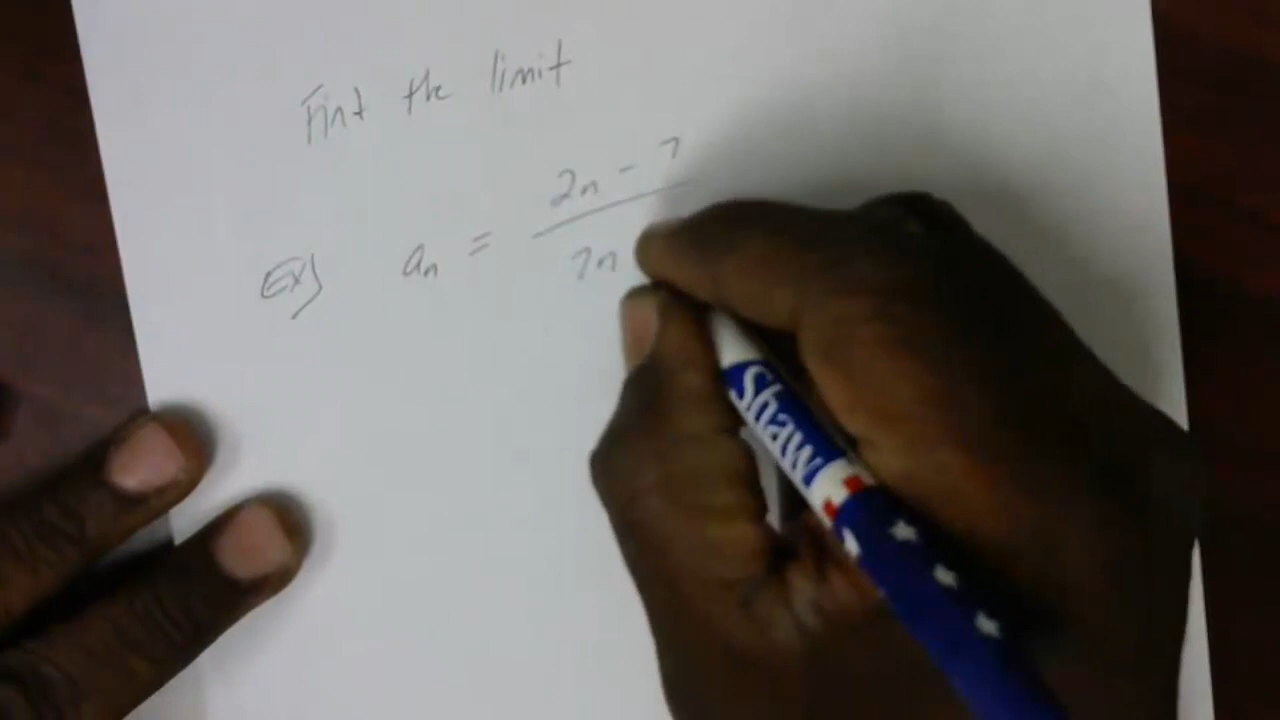 Find the limit
Ex) an = 2n - 7
7n
Shaw